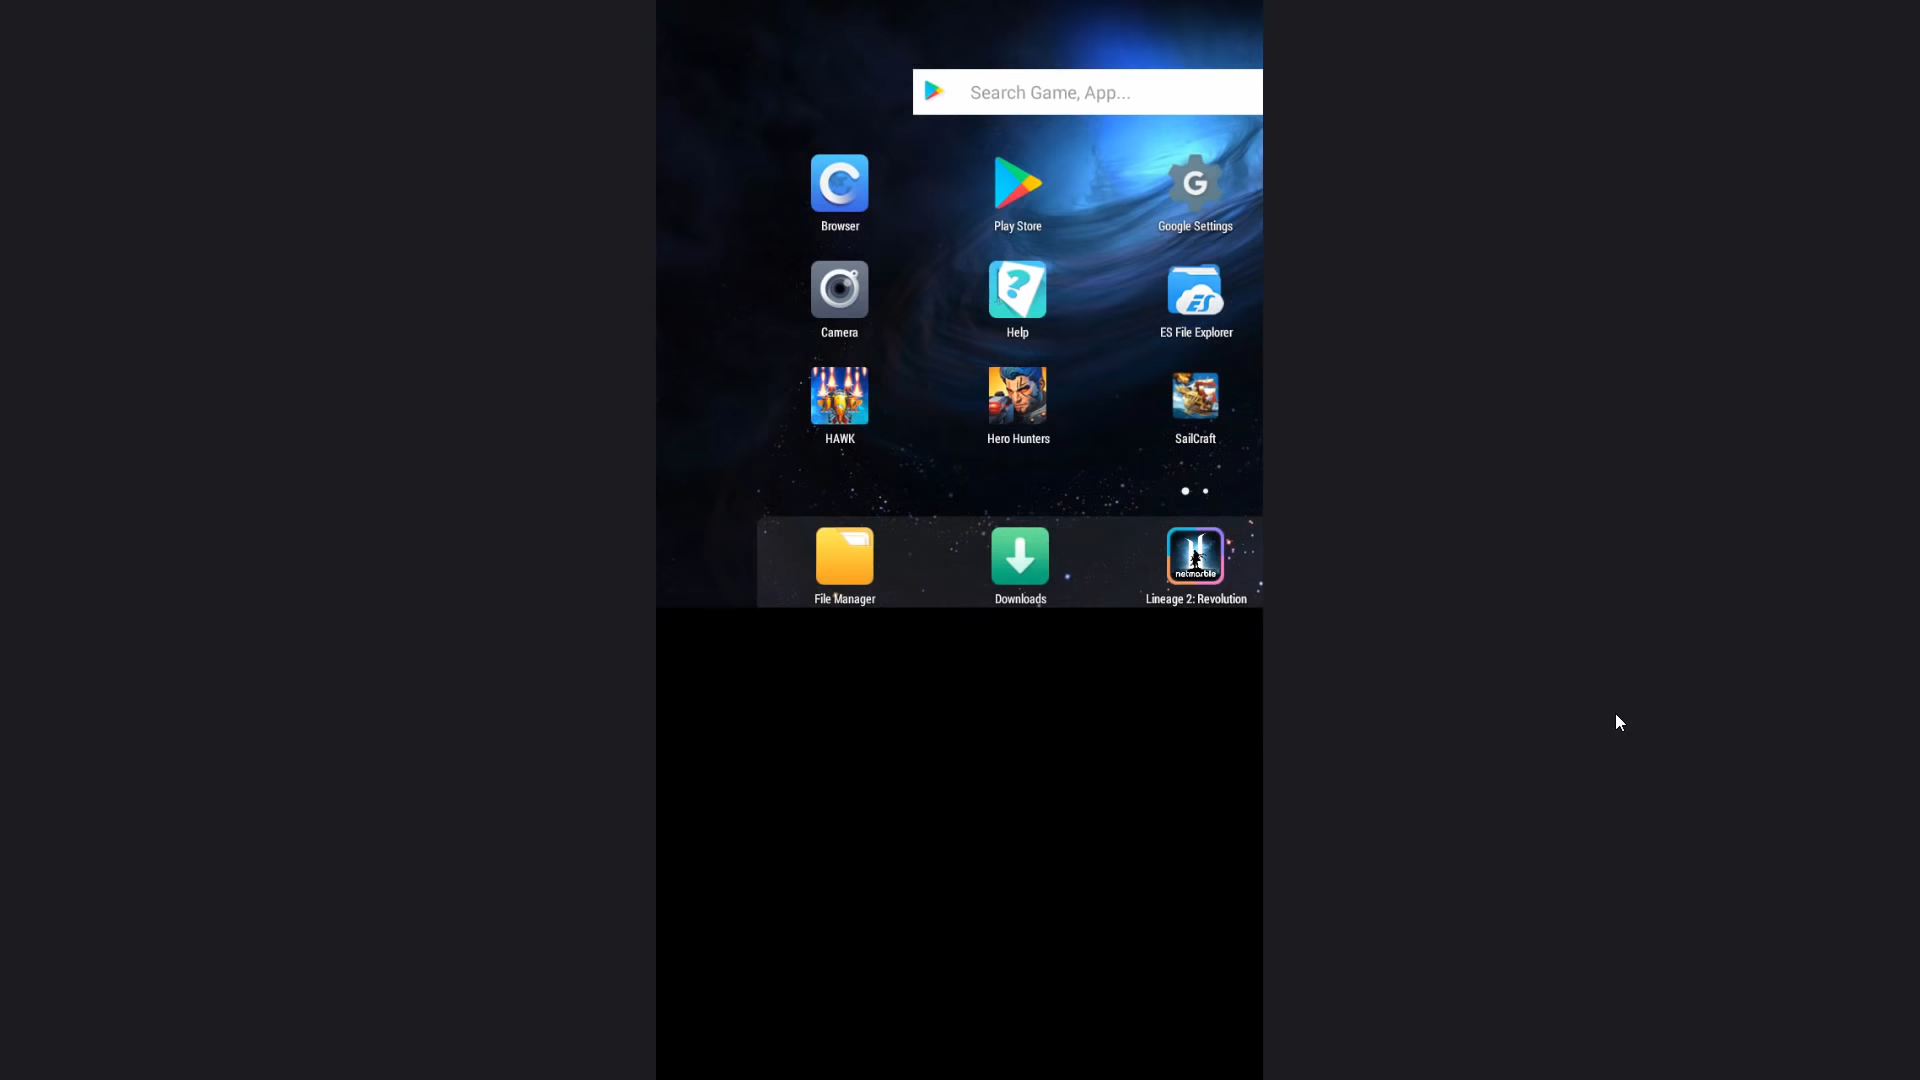 Search Game, App...
Browser
Play Store
Google Settings
Camera
Help
ES File Explorer
HAWK
Hero Hunters
SailCraft
netmarble
File Manager
Downloads
Lineage 2: Revolution